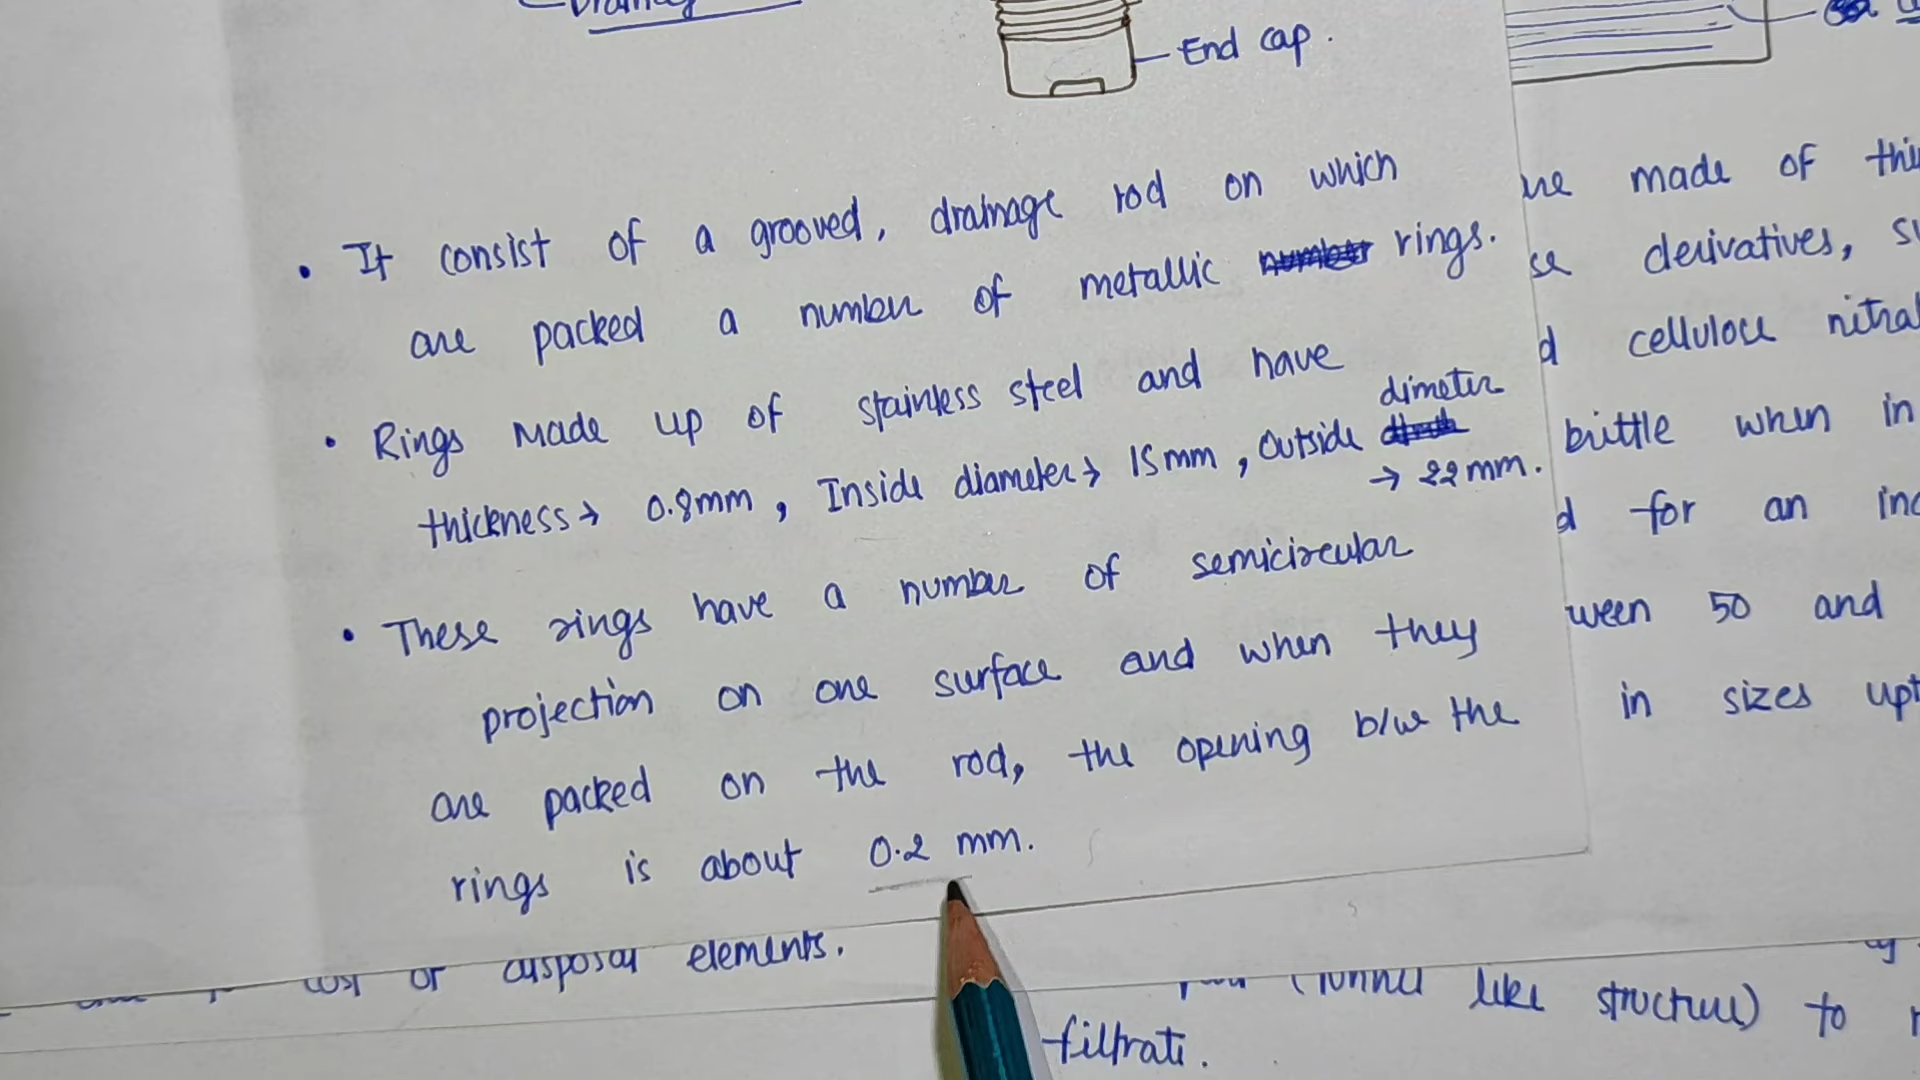 End cap.
• It consist of a grooved, drainage rod on which
are packed a number of metallic rings.
• Rings made up of stainless steel and have
dimeter
thickness → 0.8mm, Inside diameter → 15mm, Outside
→ 22mm.
• These rings have a number of semicircular
projection on one surface and when they
are packed on the rod, the opening b/w the
rings is about 0.2 mm.
made of
derivatives,
cellulose
brittle when in
for an
50 and
in sizes
cost of disposal elements.
like structure) to
filtrate.